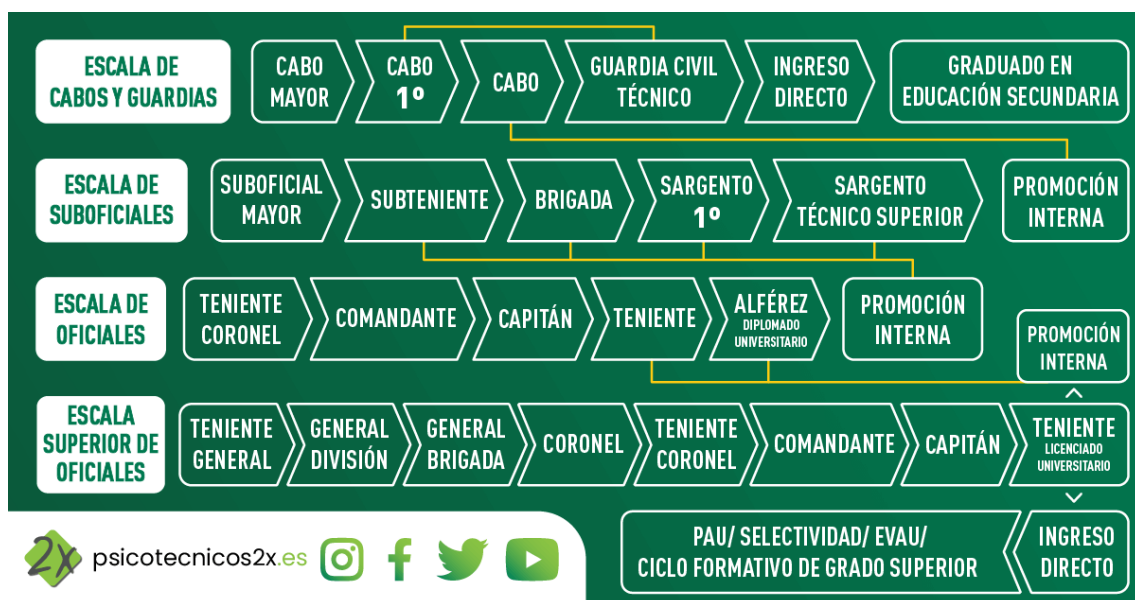 ESCALA DE
CABOS Y GUARDIAS
CABO
MAYOR
CABO
1º
CABO
GUARDIA CIVIL
TÉCNICO
INGRESO
DIRECTO
GRADUADO EN
EDUCACIÓN SECUNDARIA
ESCALA DE
SUBOFICIALES
SUBOFICIAL
MAYOR
SUBTENIENTE
BRIGADA
SARGENTO
1º
SARGENTO
TÉCNICO SUPERIOR
PROMOCIÓN
INTERNA
ESCALA DE
OFICIALES
TENIENTE
CORONEL
COMANDANTE
CAPITÁN
TENIENTE
ALFÉREZ
DIPLOMADO
UNIVERSITARIO
PROMOCIÓN
INTERNA
PROMOCIÓN
INTERNA
ESCALA
SUPERIOR DE
OFICIALES
TENIENTE
GENERAL
GENERAL
DIVISIÓN
GENERAL
BRIGADA
CORONEL
TENIENTE
CORONEL
COMANDANTE
CAPITÁN
TENIENTE
LICENCIADO
UNIVERSITARIO
PAU/ SELECTIVIDAD/ EVAU/
CICLO FORMATIVO DE GRADO SUPERIOR
INGRESO
DIRECTO
2x psicotecnicos2x.es